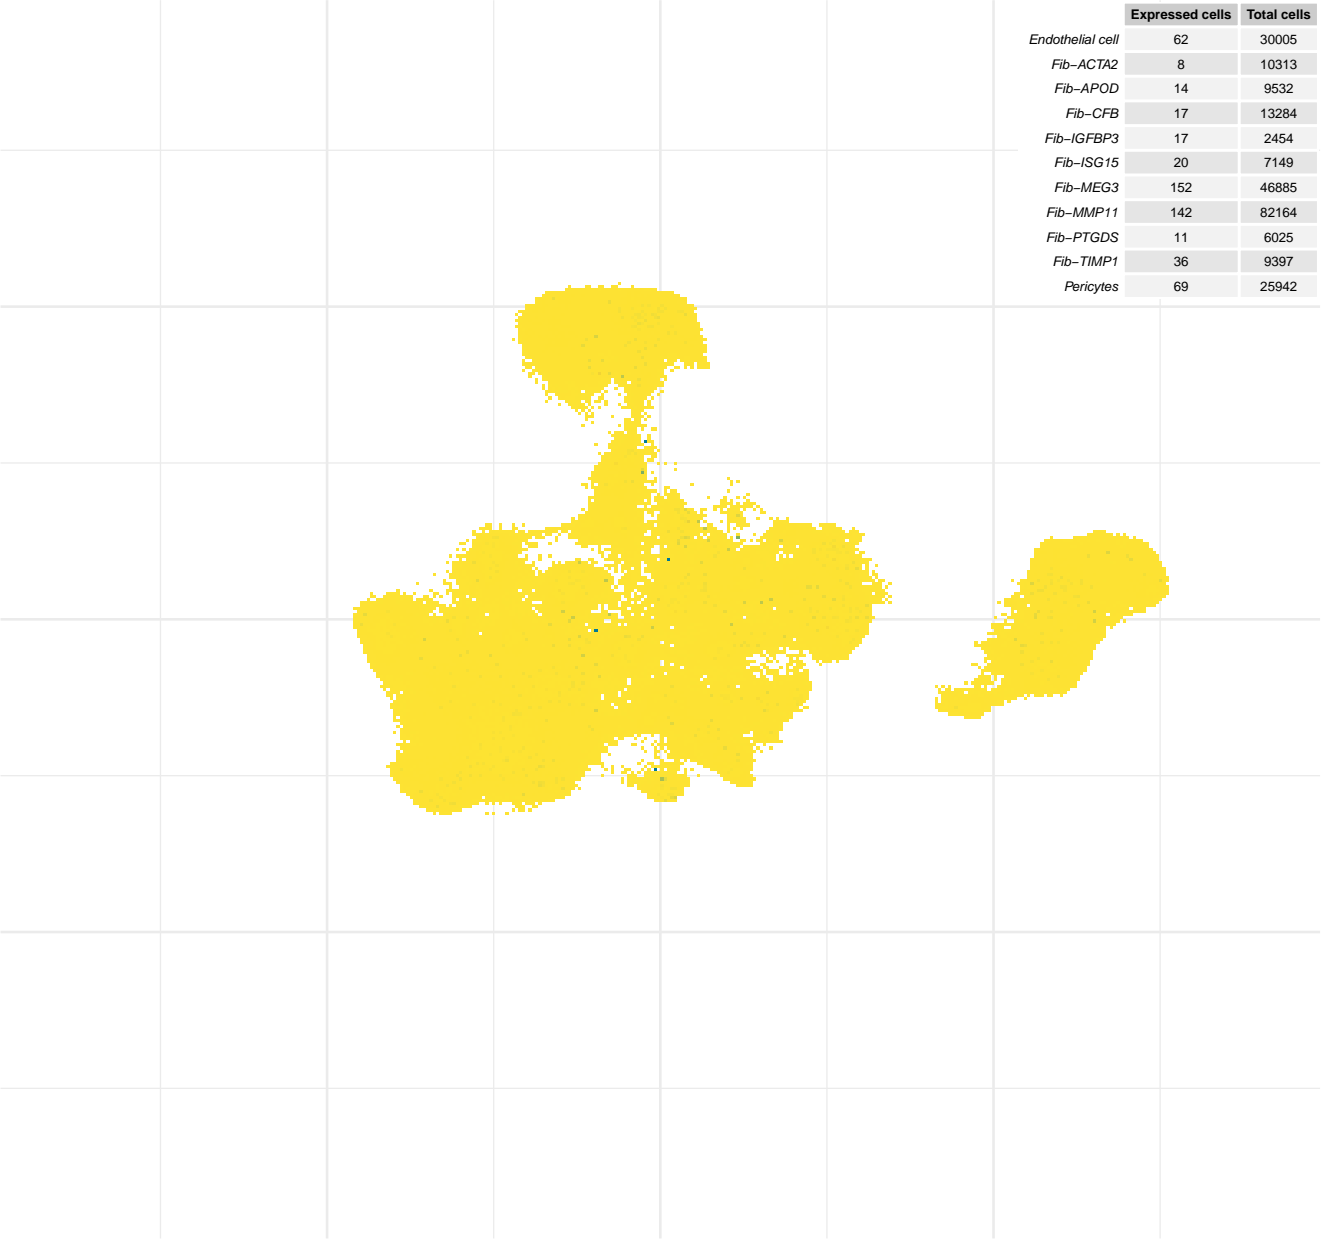 Expressed cells Total cells
Endothelial cell 62 30005
Fib−ACTA2 8 10313
Fib−APOD 14 9532
Fib−CFB 17 13284
Fib−IGFBP3 17 2454
Fib−ISG15 20 7149
Fib−MEG3 152 46885
Fib−MMP11 142 82164
Fib−PTGDS 11 6025
Fib−TIMP1 36 9397
Pericytes 69 25942